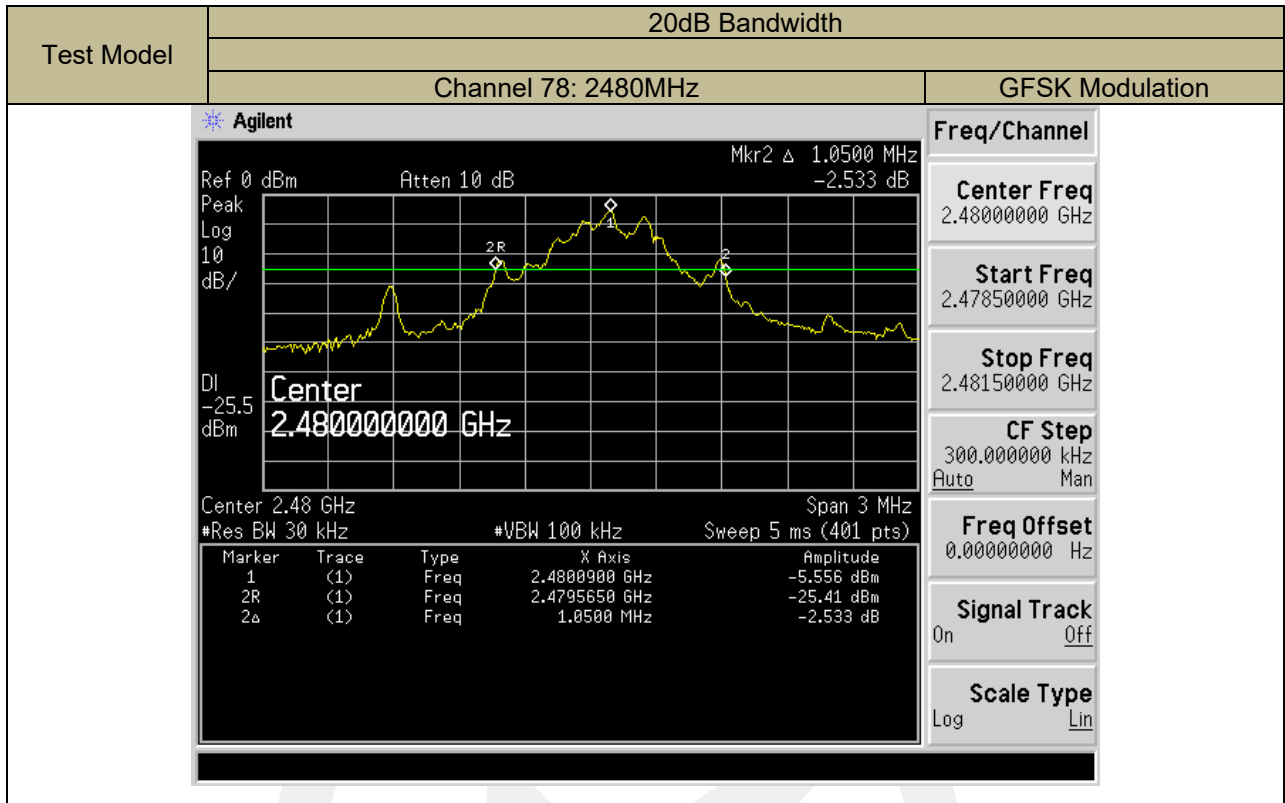 Test Model
20dB Bandwidth
Channel 78: 2480MHz
GFSK Modulation
Agilent
Freq/Channel
Mkr2 Δ 1.0500 MHz
Ref 0 dBm Atten 10 dB -2.533 dB
Peak
Log
10
dB/
2R
1
2
DI
-25.5
dBm
Center
2.480000000 GHz
Center 2.48 GHz Span 3 MHz
#Res BW 30 kHz #VBW 100 kHz Sweep 5 ms (401 pts)
Marker Trace Type X Axis Amplitude
1 (1) Freq 2.4800900 GHz -5.556 dBm
2R (1) Freq 2.4795650 GHz -25.41 dBm
2Δ (1) Freq 1.0500 MHz -2.533 dB
Center Freq
2.48000000 GHz
Start Freq
2.47850000 GHz
Stop Freq
2.48150000 GHz
CF Step
300.000000 kHz
Auto Man
Freq Offset
0.00000000 Hz
Signal Track
On Off
Scale Type
Log Lin